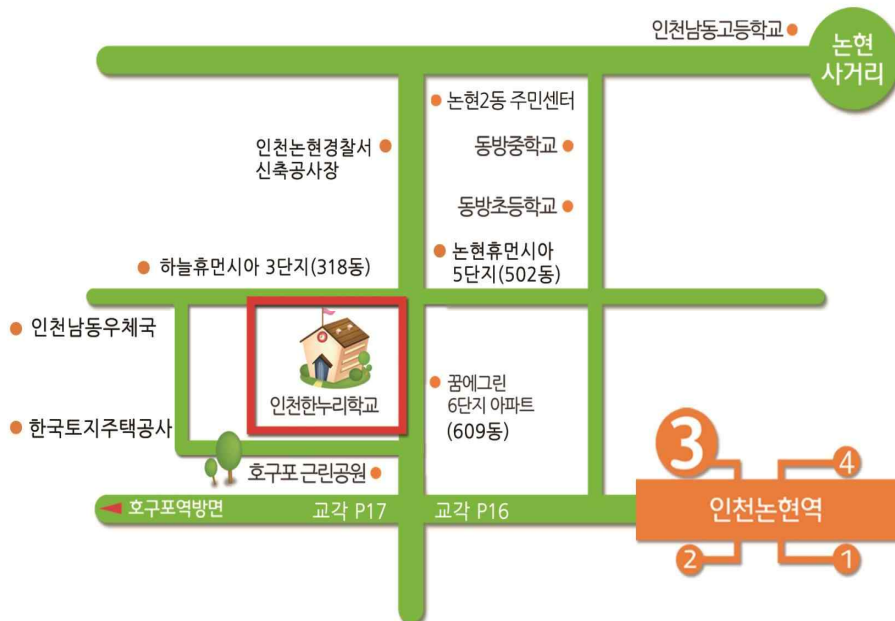 인천남동고등학교
논현
사거리
논현2동 주민센터
인천논현경찰서
신축공사장
동방중학교
동방초등학교
하늘휴먼시아 3단지(318동)
논현휴먼시아
5단지(502동)
인천남동우체국
인천한누리학교
꿈에그린
6단지 아파트
(609동)
한국토지주택공사
호구포 근린공원
3
4
호구포역방면
교각 P17
교각 P16
인천논현역
2
1